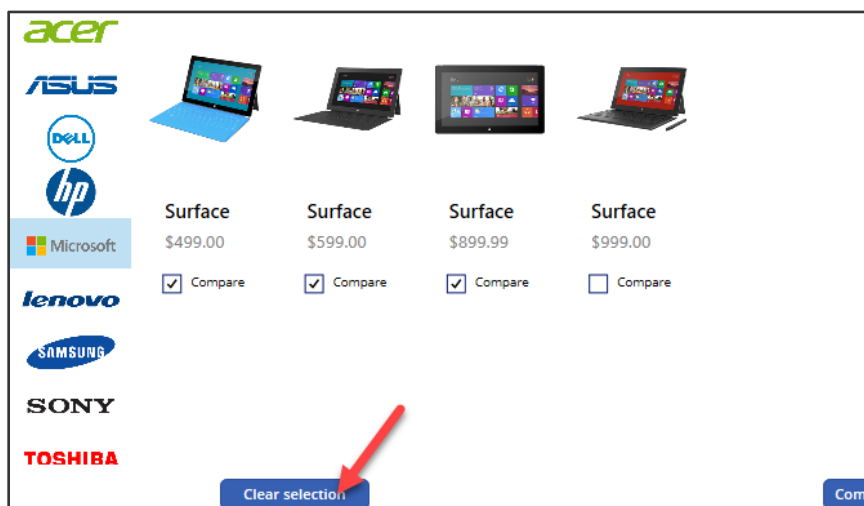 acer
ASUS
DELL
hp
Microsoft
lenovo
SAMSUNG
SONY
TOSHIBA
Surface Surface Surface Surface
$499.00 $599.00 $899.99 $999.00
Compare Compare Compare Compare
Clear selection
Com